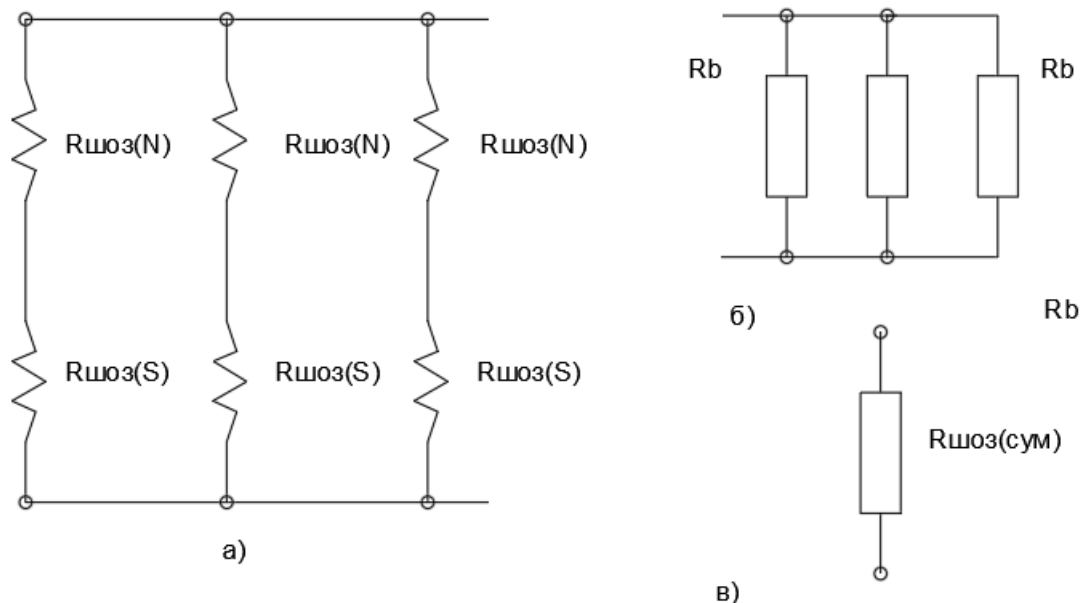 Rшоз(N) Rшоз(N) Rшоз(N)
Rшоз(S) Rшоз(S) Rшоз(S)
а)
Rb Rb
б)
Rb
Rшоз(сум)
в)